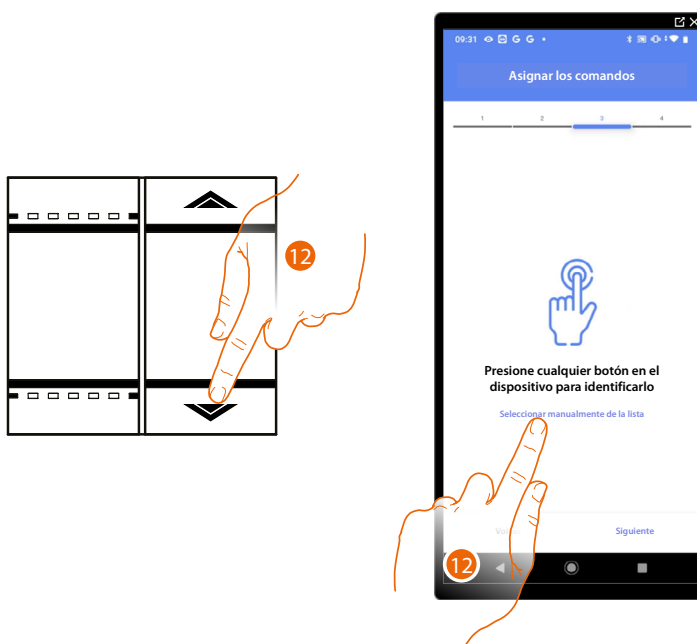 09:31 G G
Asignar los comandos
1 2 3 4
12
Presione cualquier botón en el
dispositivo para identificarlo
Seleccionar manualmente de la lista
Siguiente
12